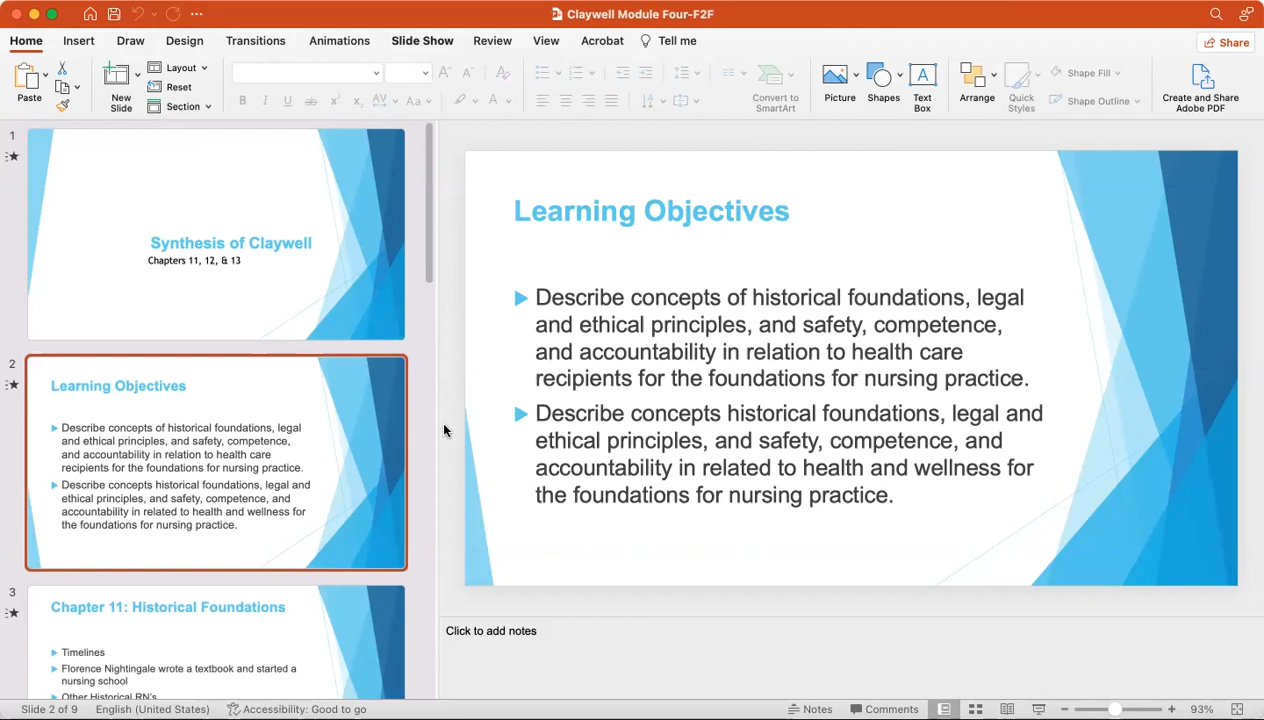 Claywell Module Four-F2F
Home Insert Draw Design Transitions Animations Slide Show Review View Acrobat Tell me Share
Paste
New
Slide
Layout
Reset
Section
B I U ab x² x₂ AV Aa A
Convert to
SmartArt
Picture
Shapes
Text
Box
Arrange
Quick
Styles
Shape Fill
Shape Outline
Create and Share
Adobe PDF
1
Synthesis of Claywell
Chapters 11, 12, & 13
2
Learning Objectives
Describe concepts of historical foundations, legal
and ethical principles, and safety, competence,
and accountability in relation to health care
recipients for the foundations for nursing practice.
Describe concepts historical foundations, legal and
ethical principles, and safety, competence, and
accountability in related to health and wellness for
the foundations for nursing practice.
3
Chapter 11: Historical Foundations
Timelines
Florence Nightingale wrote a textbook and started a
nursing school
Other Historical RN's
Learning Objectives
Describe concepts of historical foundations, legal
and ethical principles, and safety, competence,
and accountability in relation to health care
recipients for the foundations for nursing practice.
Describe concepts historical foundations, legal and
ethical principles, and safety, competence, and
accountability in related to health and wellness for
the foundations for nursing practice.
Click to add notes
Slide 2 of 9 English (United States) Accessibility: Good to go Notes Comments 93%